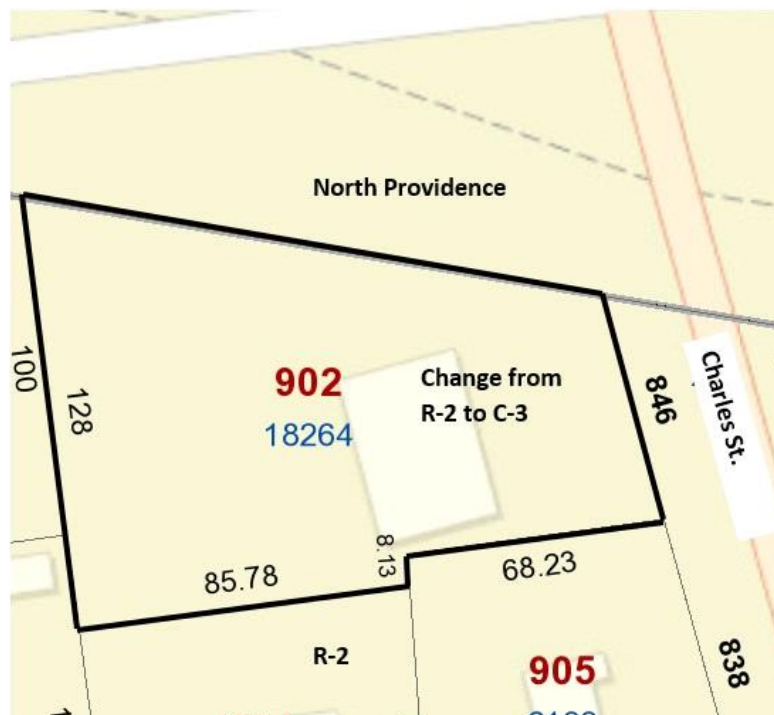 North Providence
100
128
902
18264
Change from
R-2 to C-3
846
Charles St.
8.13
85.78
68.23
R-2
905
838